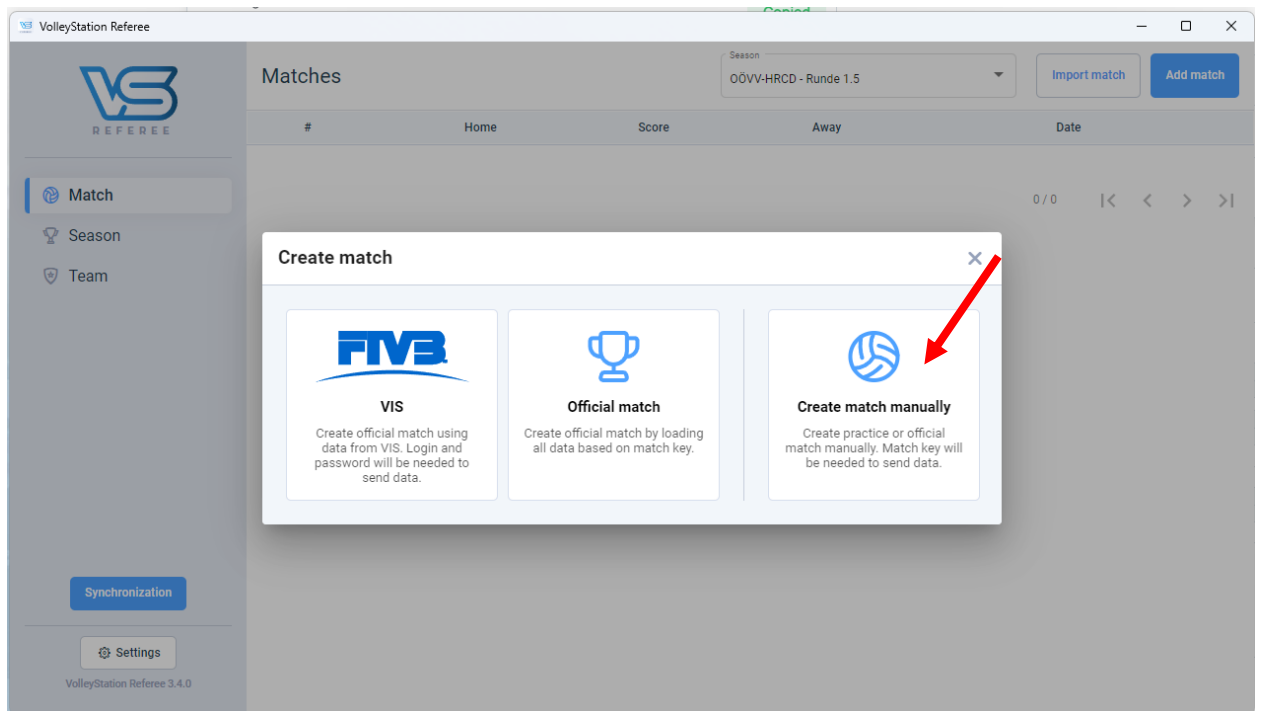 Copied
VolleyStation Referee
VS
REFEREE
Matches
Season
OÖVV-HRCD - Runde 1.5
Import match
Add match
# Home Score Away Date
Match
0 / 0
Season
Team
Create match
FIVB
VIS
Create official match using
data from VIS. Login and
password will be needed to
send data.
Official match
Create official match by loading
all data based on match key.
Create match manually
Create practice or official
match manually. Match key will
be needed to send data.
Synchronization
Settings
VolleyStation Referee 3.4.0